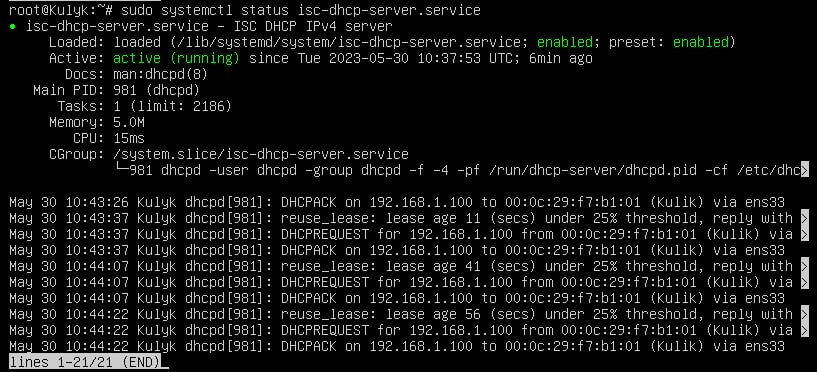 root@Kulyk:~# sudo systemctl status isc-dhcp-server.service
● isc-dhcp-server.service - ISC DHCP IPv4 server
     Loaded: loaded (/lib/systemd/system/isc-dhcp-server.service; enabled; preset: enabled)
     Active: active (running) since Tue 2023-05-30 10:37:53 UTC; 6min ago
       Docs: man:dhcpd(8)
   Main PID: 981 (dhcpd)
      Tasks: 1 (limit: 2186)
     Memory: 5.0M
        CPU: 15ms
     CGroup: /system.slice/isc-dhcp-server.service
             └─981 dhcpd -user dhcpd -group dhcpd -f -4 -pf /run/dhcp-server/dhcpd.pid -cf /etc/dhc>
May 30 10:43:26 Kulyk dhcpd[981]: DHCPACK on 192.168.1.100 to 00:0c:29:f7:b1:01 (Kulik) via ens33
May 30 10:43:37 Kulyk dhcpd[981]: reuse_lease: lease age 11 (secs) under 25% threshold, reply with >
May 30 10:43:37 Kulyk dhcpd[981]: DHCPREQUEST for 192.168.1.100 from 00:0c:29:f7:b1:01 (Kulik) via >
May 30 10:43:37 Kulyk dhcpd[981]: DHCPACK on 192.168.1.100 to 00:0c:29:f7:b1:01 (Kulik) via ens33
May 30 10:44:07 Kulyk dhcpd[981]: reuse_lease: lease age 41 (secs) under 25% threshold, reply with >
May 30 10:44:07 Kulyk dhcpd[981]: DHCPREQUEST for 192.168.1.100 from 00:0c:29:f7:b1:01 (Kulik) via >
May 30 10:44:07 Kulyk dhcpd[981]: DHCPACK on 192.168.1.100 to 00:0c:29:f7:b1:01 (Kulik) via ens33
May 30 10:44:22 Kulyk dhcpd[981]: reuse_lease: lease age 56 (secs) under 25% threshold, reply with >
May 30 10:44:22 Kulyk dhcpd[981]: DHCPREQUEST for 192.168.1.100 from 00:0c:29:f7:b1:01 (Kulik) via >
May 30 10:44:22 Kulyk dhcpd[981]: DHCPACK on 192.168.1.100 to 00:0c:29:f7:b1:01 (Kulik) via ens33
lines 1-21/21 (END)